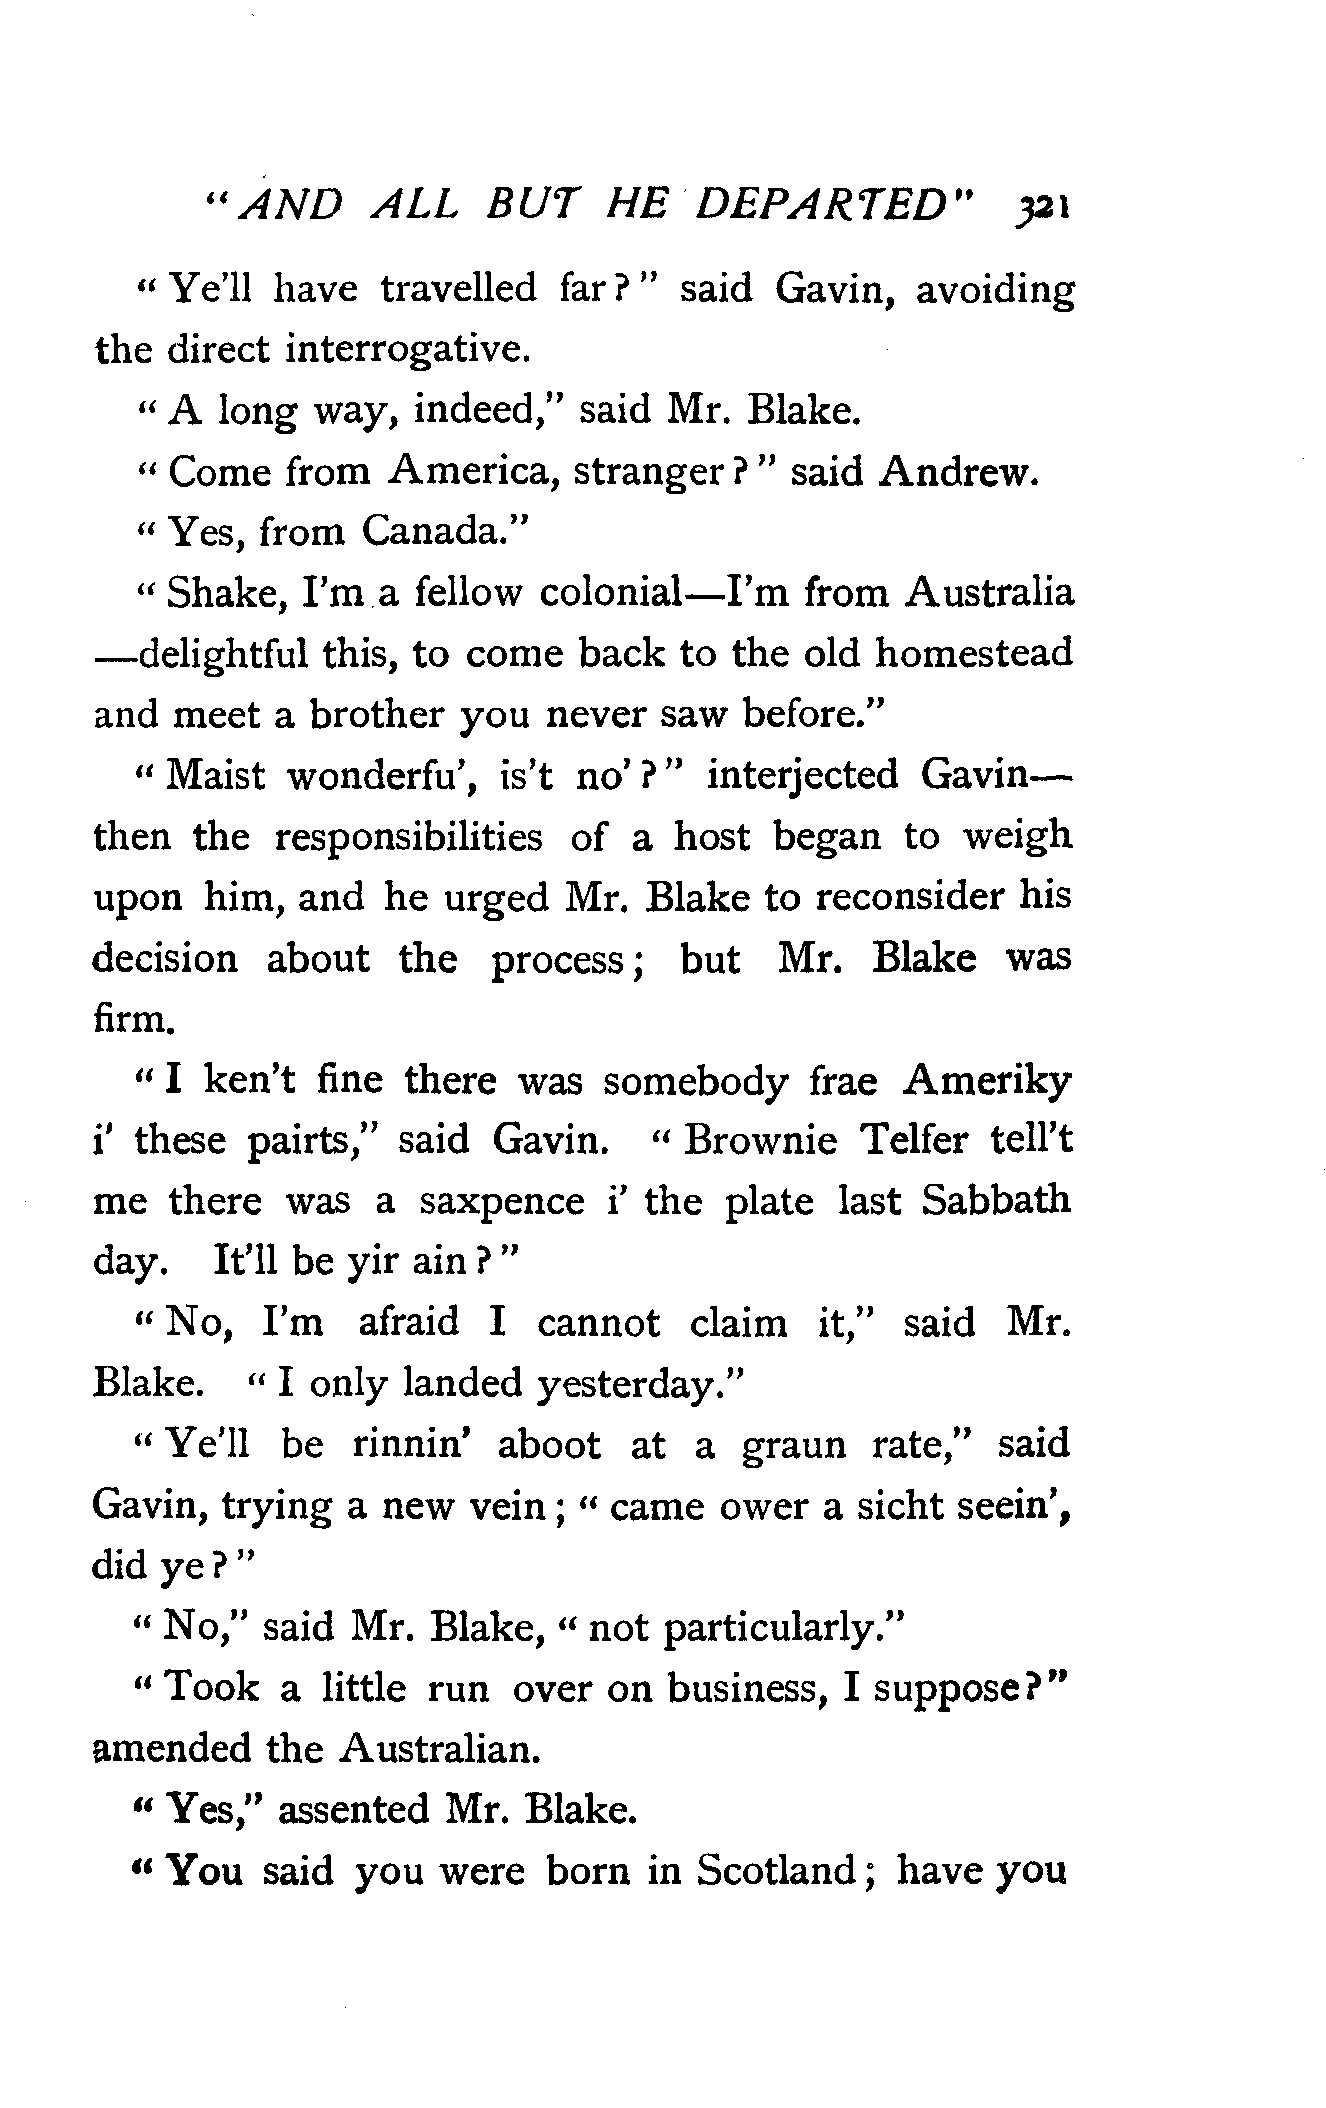 "AND ALL BUT HE DEPARTED" 321
"Ye'll have travelled far?" said Gavin, avoiding
the direct interrogative.
"A long way, indeed," said Mr. Blake.
"Come from America, stranger?" said Andrew.
"Yes, from Canada."
"Shake, I'm a fellow colonial—I'm from Australia
—delightful this, to come back to the old homestead
and meet a brother you never saw before."
"Maist wonderfu', is't no'?" interjected Gavin—
then the responsibilities of a host began to weigh
upon him, and he urged Mr. Blake to reconsider his
decision about the process; but Mr. Blake was
firm.
"I ken't fine there was somebody frae Ameriky
i' these pairts," said Gavin. "Brownie Telfer tell't
me there was a saxpence i' the plate last Sabbath
day. It'll be yir ain?"
"No, I'm afraid I cannot claim it," said Mr.
Blake. "I only landed yesterday."
"Ye'll be rinnin' aboot at a graun rate," said
Gavin, trying a new vein; "came ower a sicht seein',
did ye?"
"No," said Mr. Blake, "not particularly."
"Took a little run over on business, I suppose?"
amended the Australian.
"Yes," assented Mr. Blake.
"You said you were born in Scotland; have you